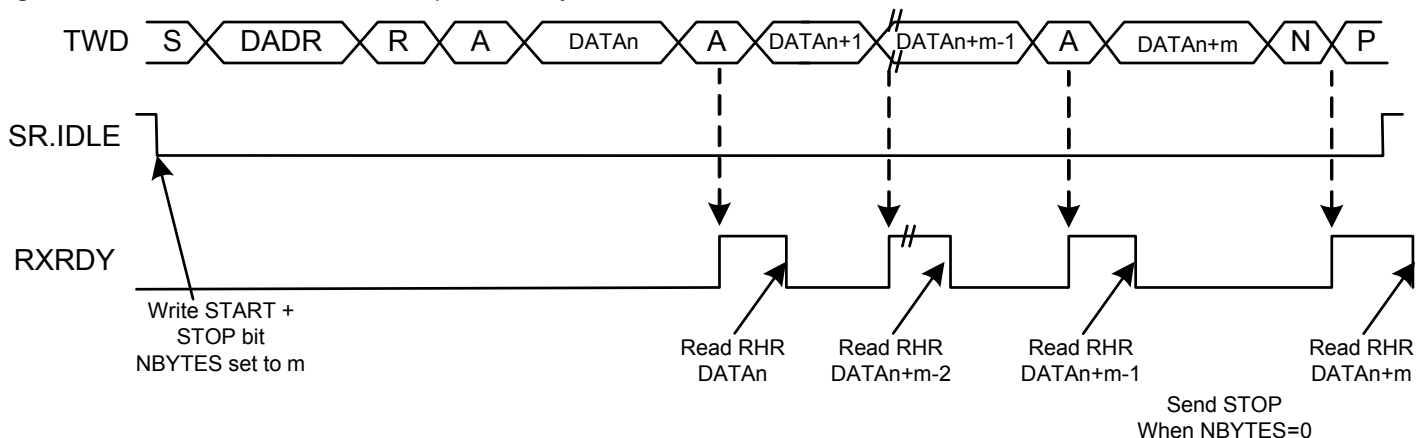 TWD S DADR R A DATAn A DATAn+1 DATAn+m-1 A DATAn+m N P
SR.IDLE
RXRDY
Write START +
STOP bit
NBYTES set to m
Read RHR
DATAn
Read RHR
DATAn+m-2
Read RHR
DATAn+m-1
Send STOP
When NBYTES=0
Read RHR
DATAn+m